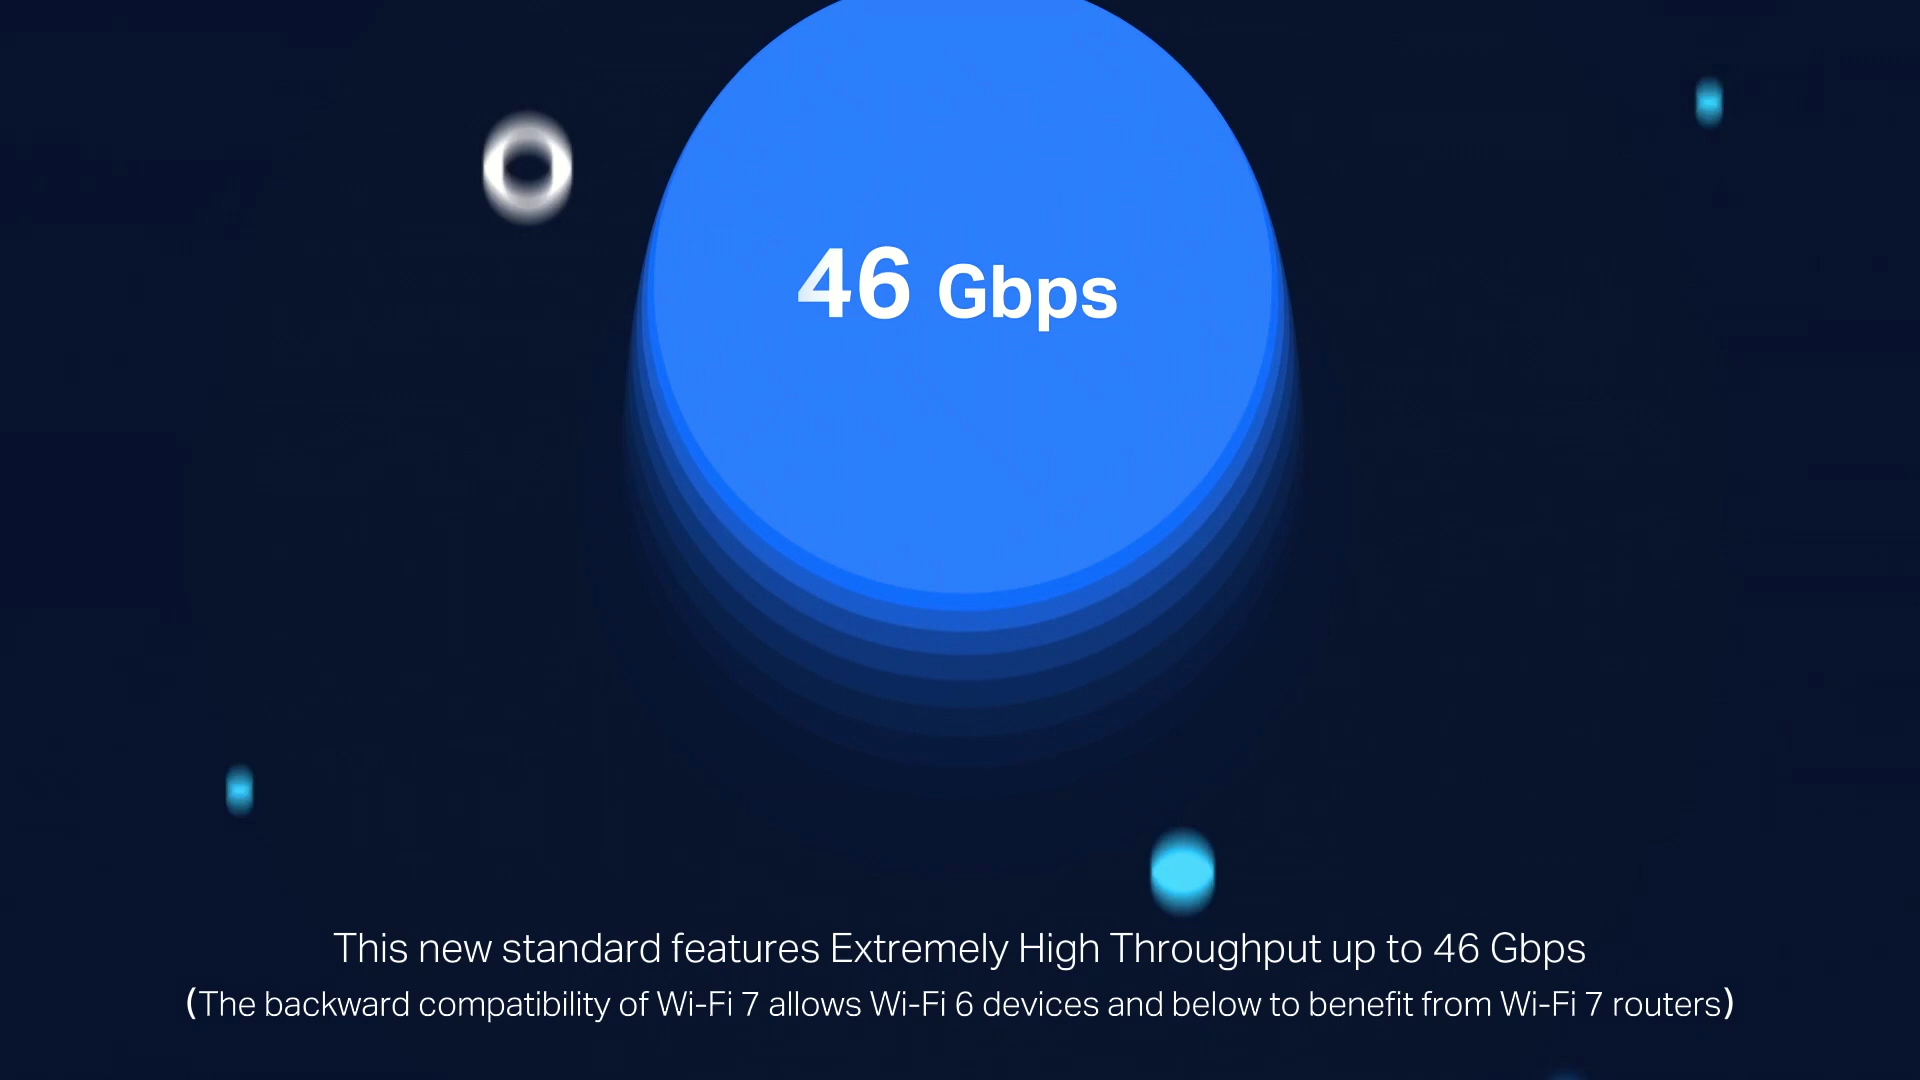 46 Gbps
This new standard features Extremely High Throughput up to 46 Gbps
(The backward compatibility of Wi-Fi 7 allows Wi-Fi 6 devices and below to benefit from Wi-Fi 7 routers)